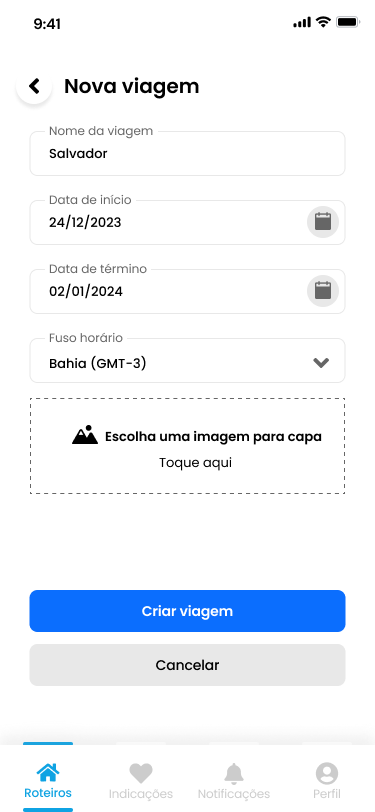 9:41
Nova viagem
Nome da viagem
Salvador
Data de início
24/12/2023
Data de término
02/01/2024
Fuso horário
Bahia (GMT-3)
Escolha uma imagem para capa
Toque aqui
Criar viagem
Cancelar
Roteiros
Indicações
Notificações
Perfil